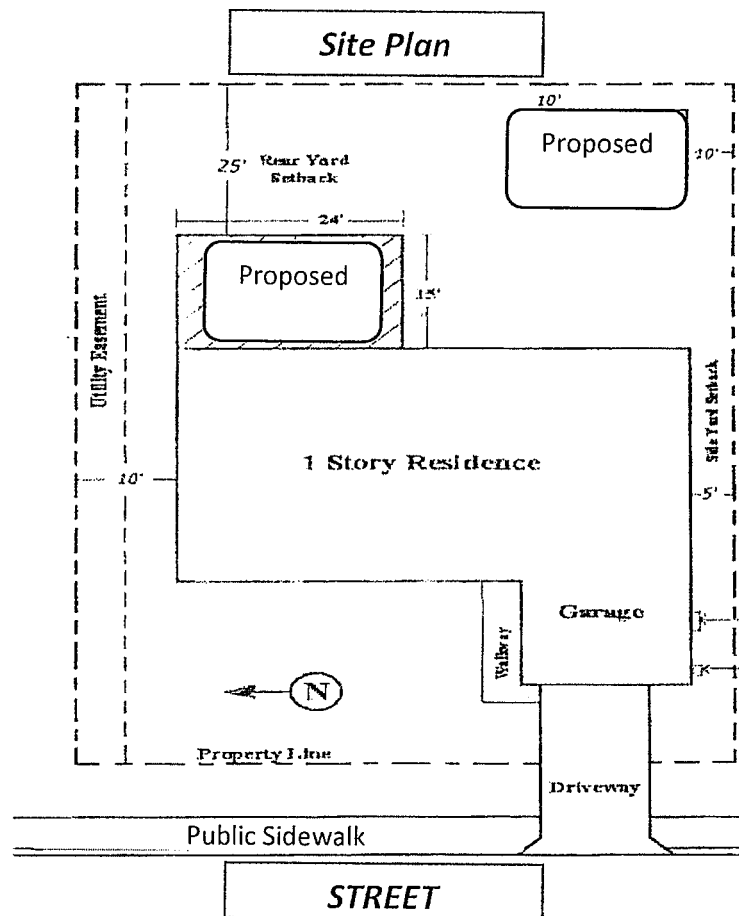 Site Plan
10'
Proposed
10'
25'
Rear Yard
Setback
24'
Proposed
15'
Utility Easement
Side Yard Setback
1 Story Residence
10'
5'
Garage
Walkway
N
Property Line
Driveway
Public Sidewalk
STREET